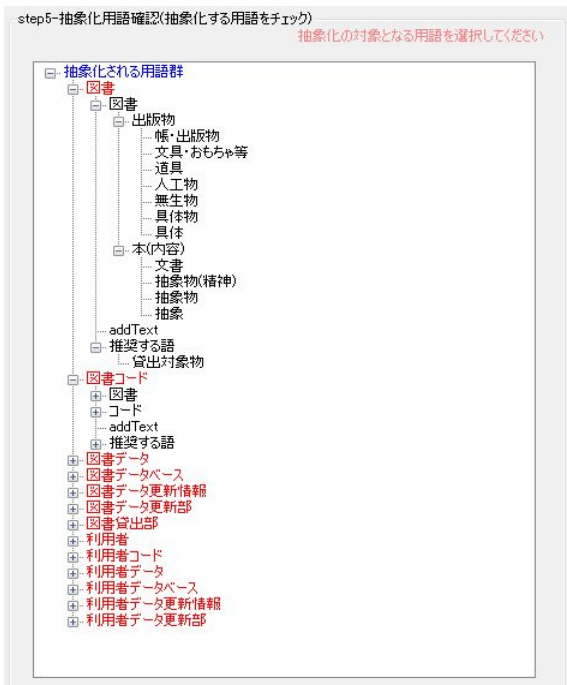 step5-抽象化用語確認(抽象化する用語をチェック)
抽象化の対象となる用語を選択してください
抽象化される用語群
図書
図書
出版物
帳・出版物
文具・おもちゃ等
道具
人工物
無生物
具体物
具体
本(内容)
文書
抽象物(精神)
抽象物
抽象
addText
推奨する語
貸出対象物
図書コード
図書
コード
addText
推奨する語
図書データ
図書データベース
図書データ更新情報
図書データ更新部
図書貸出部
利用者
利用者コード
利用者データ
利用者データベース
利用者データ更新情報
利用者データ更新部